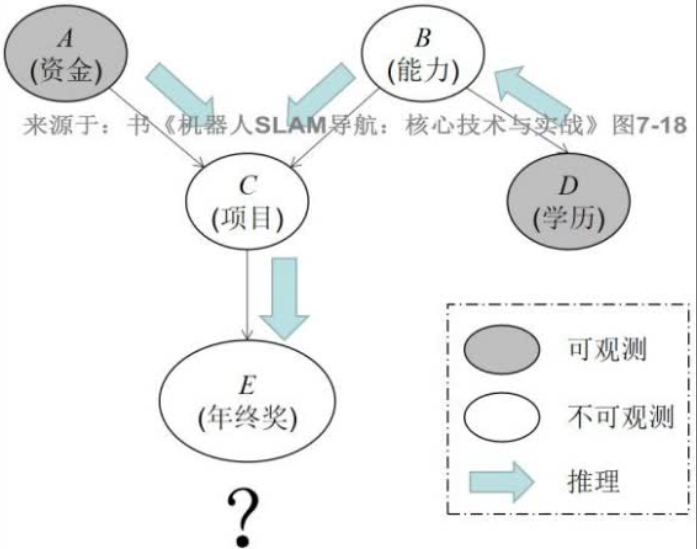 A
(资金)
B
(能力)
来源于：书《机器人SLAM导航：核心技术与实战》图7-18
C
(项目)
D
(学历)
E
(年终奖)
?
可观测
不可观测
推理